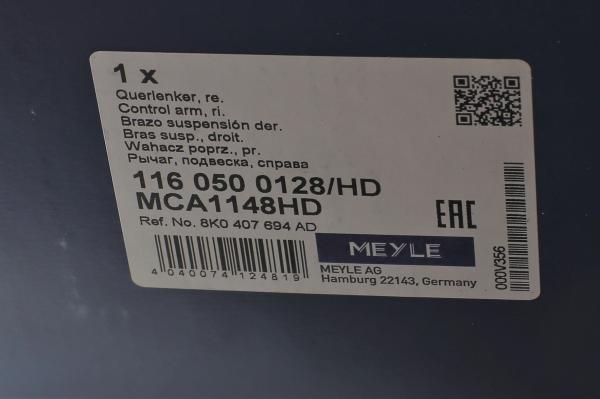 1 x
Querlenker, re.
Control arm, ri.
Brazo suspensión der.
Bras susp., droit.
Wahacz poprz., pr.
Рычаг, подвеска, справа
116 050 0128/HD
MCA1148HD
Ref. No. 8K0 407 694 AD
EAC
4 040074 124819
MEYLE
MEYLE AG
Hamburg 22143, Germany
000V356